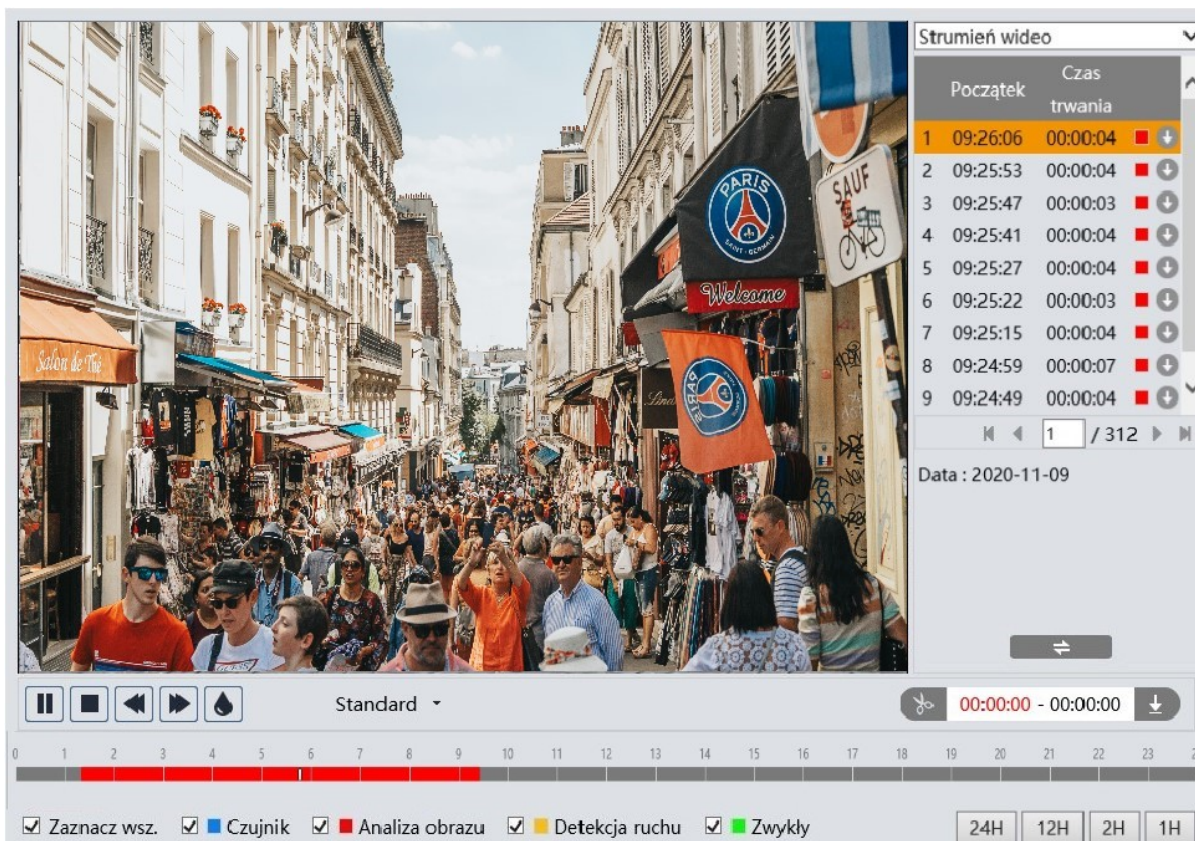 Strumień wideo
Początek Czas trwania
1 09:26:06 00:00:04
2 09:25:53 00:00:04
3 09:25:47 00:00:03
4 09:25:41 00:00:04
5 09:25:27 00:00:04
6 09:25:22 00:00:03
7 09:25:15 00:00:04
8 09:24:59 00:00:07
9 09:24:49 00:00:04
1 / 312
Data : 2020-11-09
Salon de Thé
PARIS
SAINT-GERMAIN
Welcome
SAUF
PARIS
GUESS
Standard
00:00:00 - 00:00:00
0 1 2 3 4 5 6 7 8 9 10 11 12 13 14 15 16 17 18 19 20 21 22 23
Zaznacz wsz. Czujnik Analiza obrazu Detekcja ruchu Zwykły
24H 12H 2H 1H